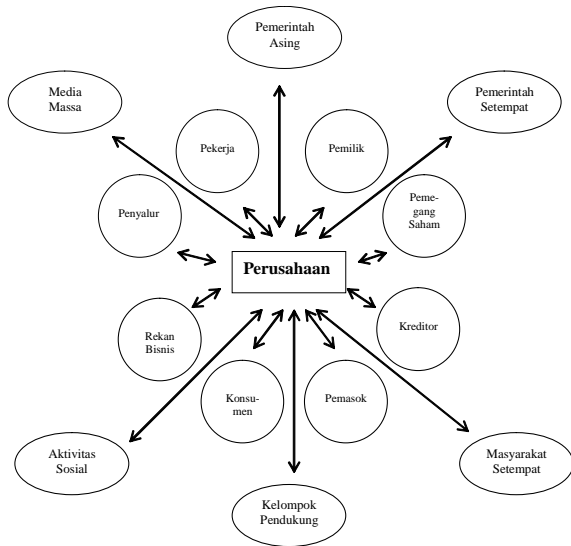 Pemerintah
Asing
Media
Massa
Pemerintah
Setempat
Pekerja
Pemilik
Penyalur
Peme-
gang
Saham
Perusahaan
Rekan
Bisnis
Kreditor
Konsu-
men
Pemasok
Aktivitas
Sosial
Masyarakat
Setempat
Kelompok
Pendukung